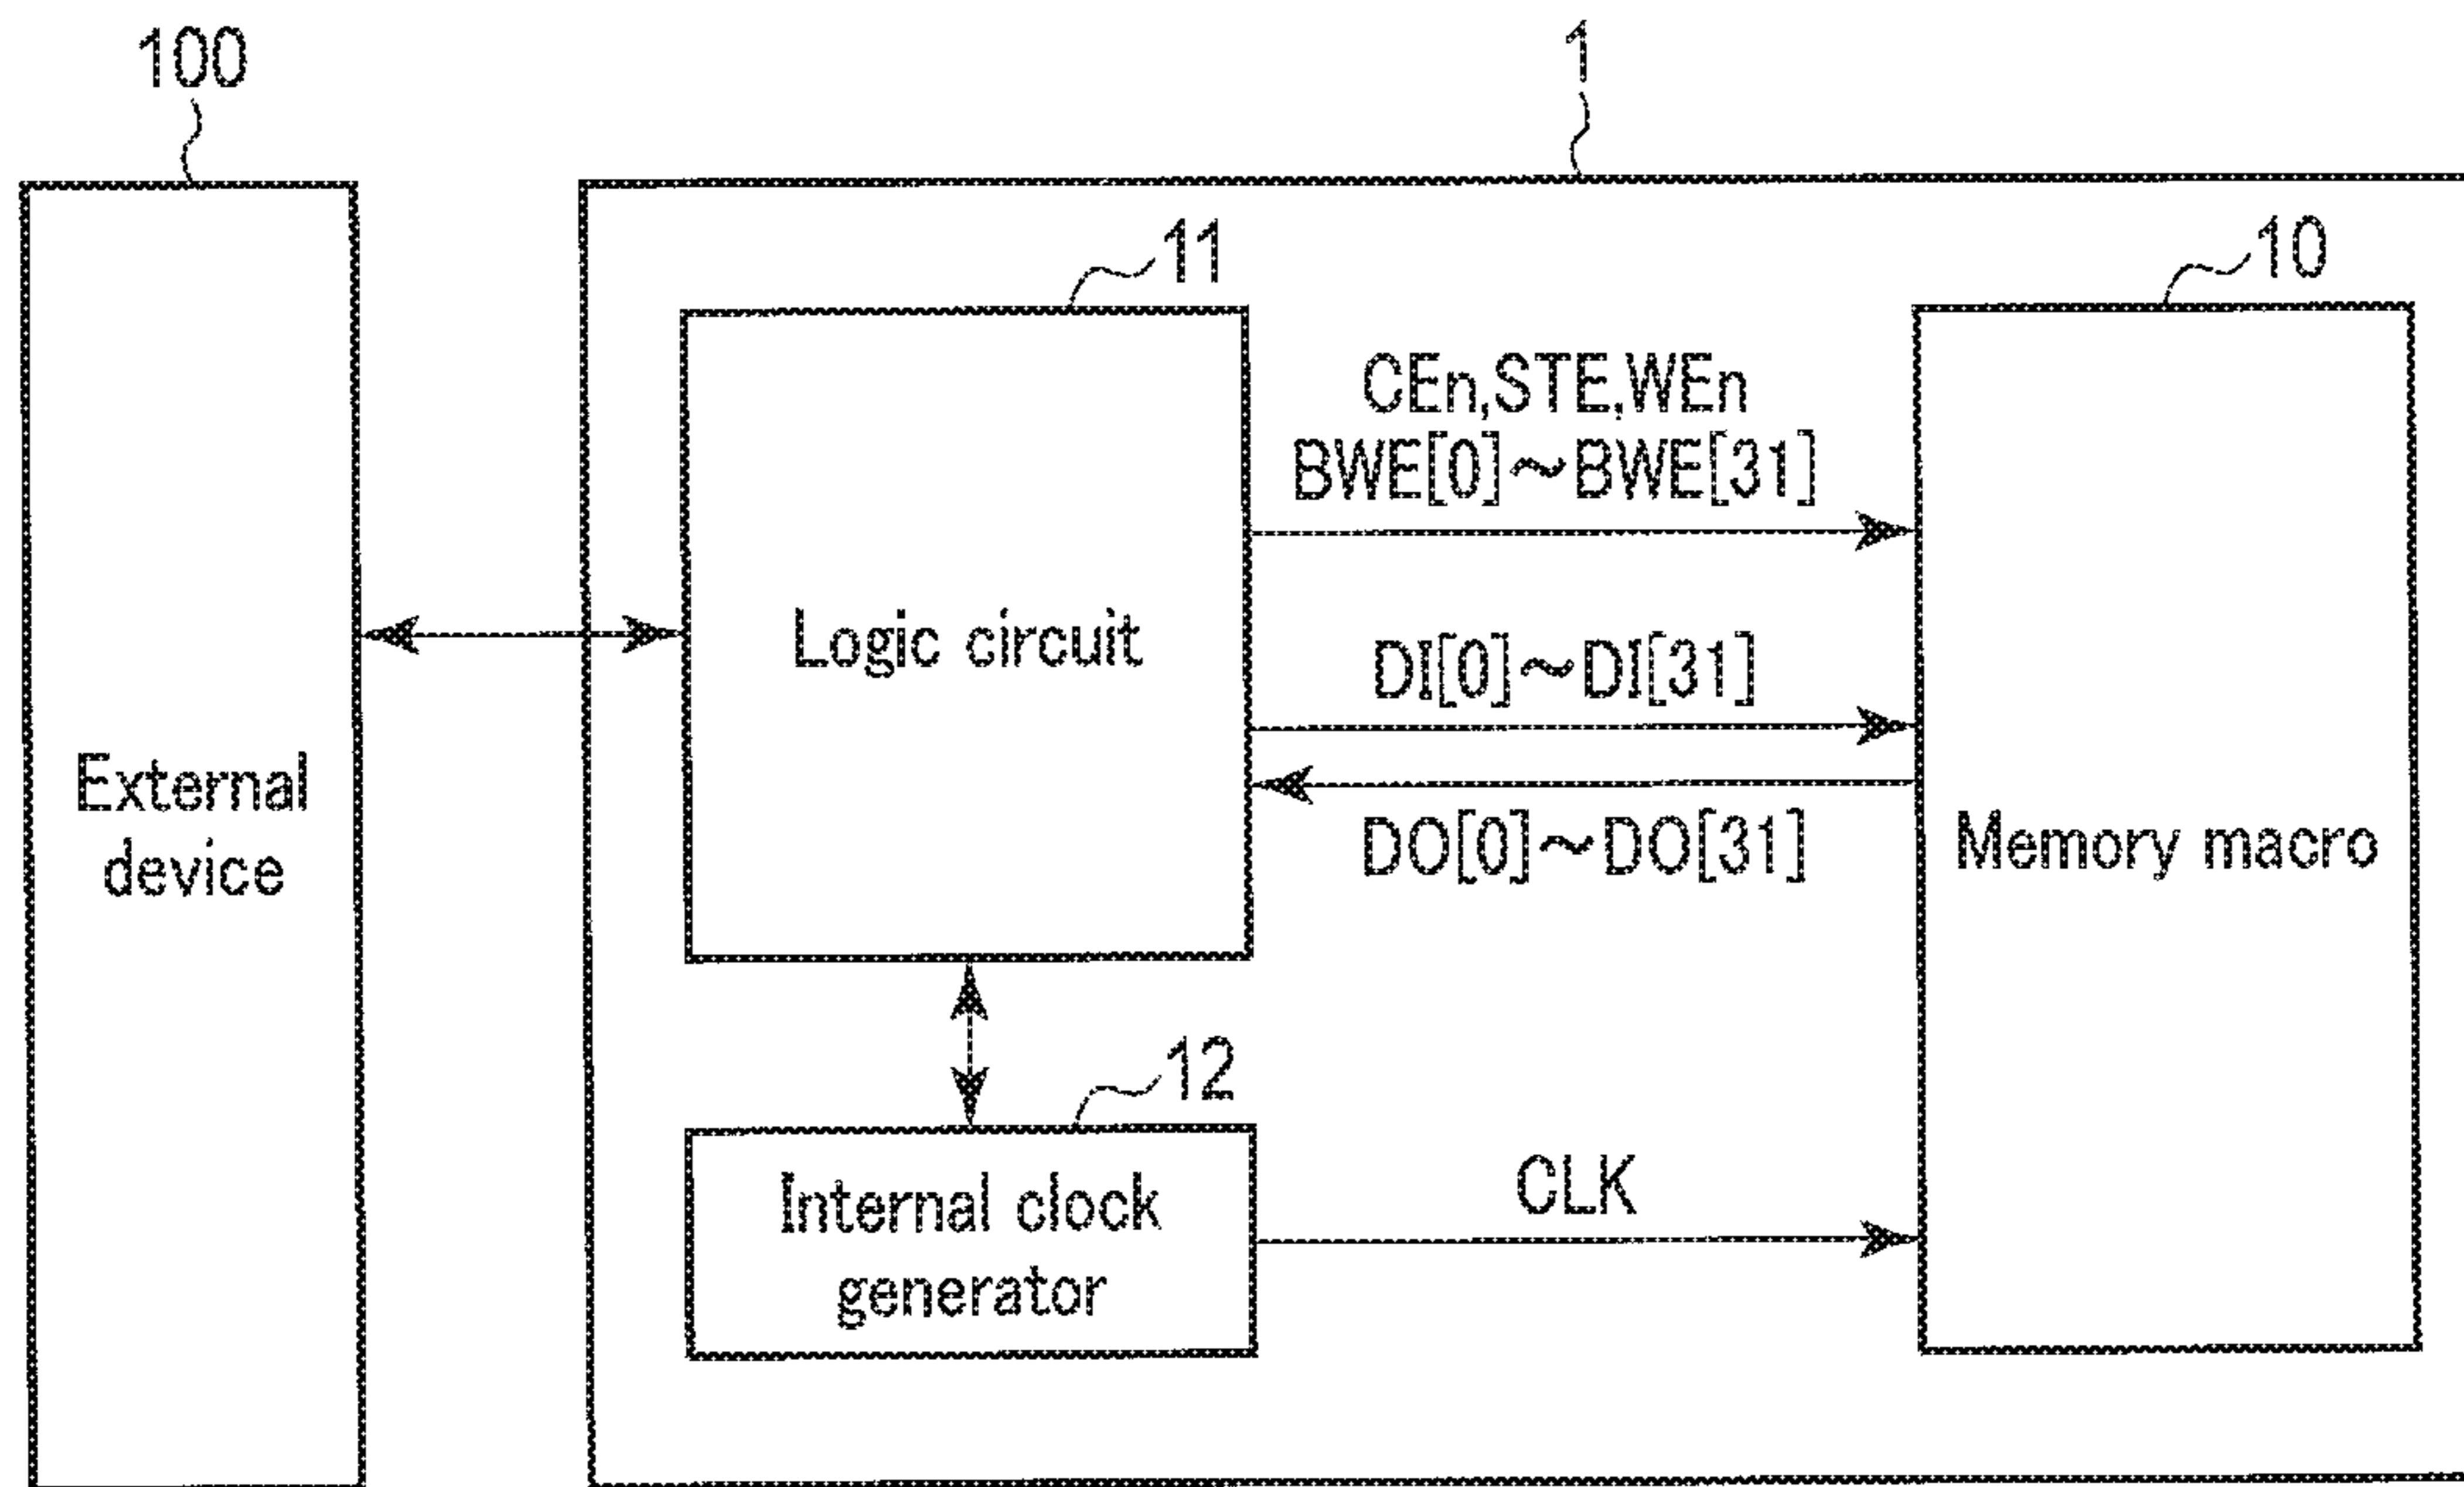 100
1
11
10
CEn,STE,WEn
BWE[0]~BWE[31]
Logic circuit
DI[0]~DI[31]
External
device
DO[0]~DO[31]
Memory macro
12
Internal clock
generator
CLK